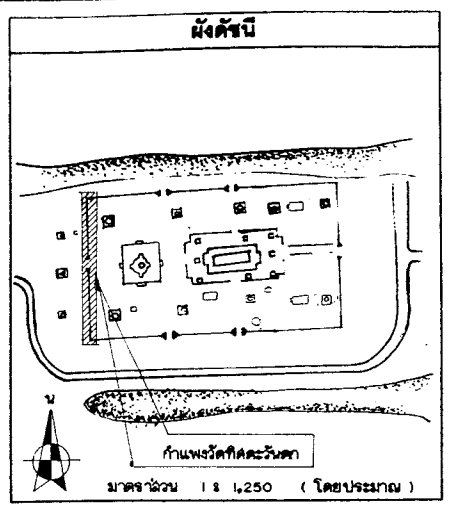 ผังดัชนี
น
กำแพงวัดทิศตะวันตก
มาตราส่วน 1 : 1,250 ( โดยประมาณ )